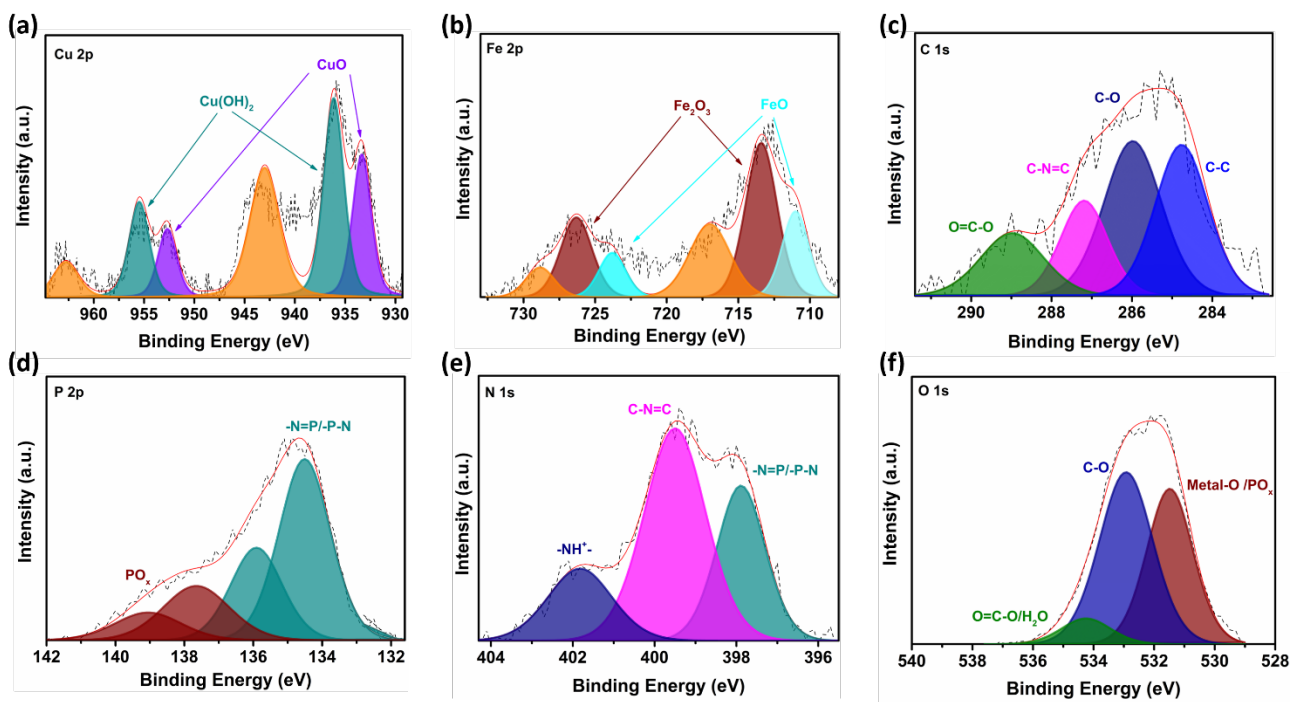 (a)
Cu 2p
CuO
Cu(OH)₂
Intensity (a.u.)
960 955 950 945 940 935 930
Binding Energy (eV)
(b)
Fe 2p
Fe₂O₃
FeO
Intensity (a.u.)
730 725 720 715 710
Binding Energy (eV)
(c)
C 1s
C-O
C-N=C
C-C
O=C-O
Intensity (a.u.)
290 288 286 284
Binding Energy (eV)
(d)
P 2p
-N=P/-P-N
POₓ
Intensity (a.u.)
142 140 138 136 134 132
Binding Energy (eV)
(e)
N 1s
C-N=C
-N=P/-P-N
-NH⁺-
Intensity (a.u.)
404 402 400 398 396
Binding Energy (eV)
(f)
O 1s
C-O
Metal-O /POₓ
O=C-O/H₂O
Intensity (a.u.)
540 538 536 534 532 530 528
Binding Energy (eV)